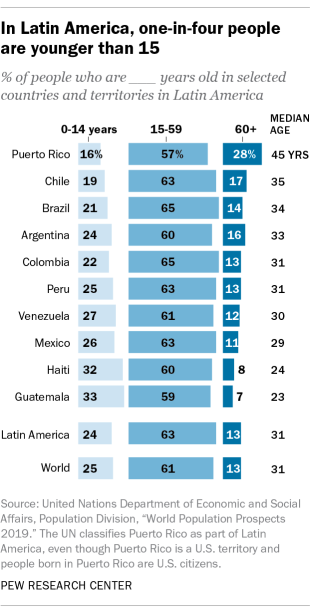 In Latin America, one-in-four people
are younger than 15
% of people who are ___ years old in selected
countries and territories in Latin America
0-14 years 15-59 60+ MEDIAN AGE
Puerto Rico 16% 57% 28% 45 YRS
Chile 19 63 17 35
Brazil 21 65 14 34
Argentina 24 60 16 33
Colombia 22 65 13 31
Peru 25 63 13 31
Venezuela 27 61 12 30
Mexico 26 63 11 29
Haiti 32 60 8 24
Guatemala 33 59 7 23
Latin America 24 63 13 31
World 25 61 13 31
Source: United Nations Department of Economic and Social
Affairs, Population Division, “World Population Prospects
2019.” The UN classifies Puerto Rico as part of Latin
America, even though Puerto Rico is a U.S. territory and
people born in Puerto Rico are U.S. citizens.
PEW RESEARCH CENTER